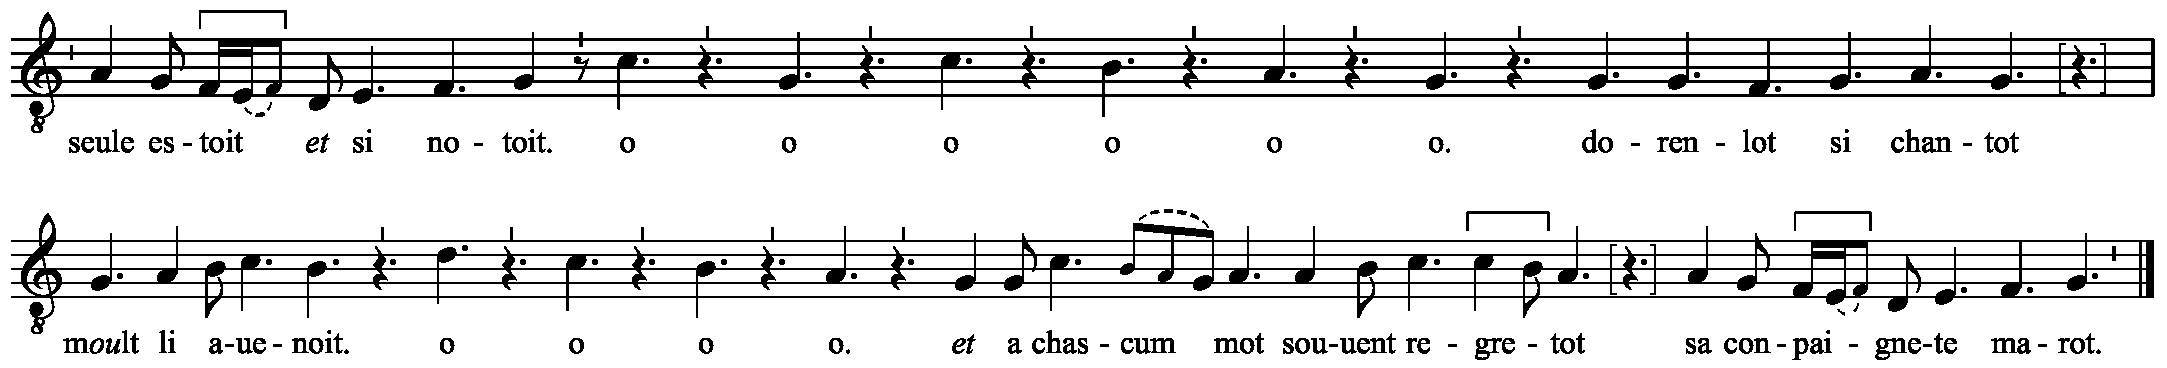 seule es - toit et si no - toit. o o o o o o. do - ren - lot si chan - tot
moult li a - ue - noit. o o o o. et a chas - cum mot sou - uent re - gre - tot sa con - pai - gne - te ma - rot.